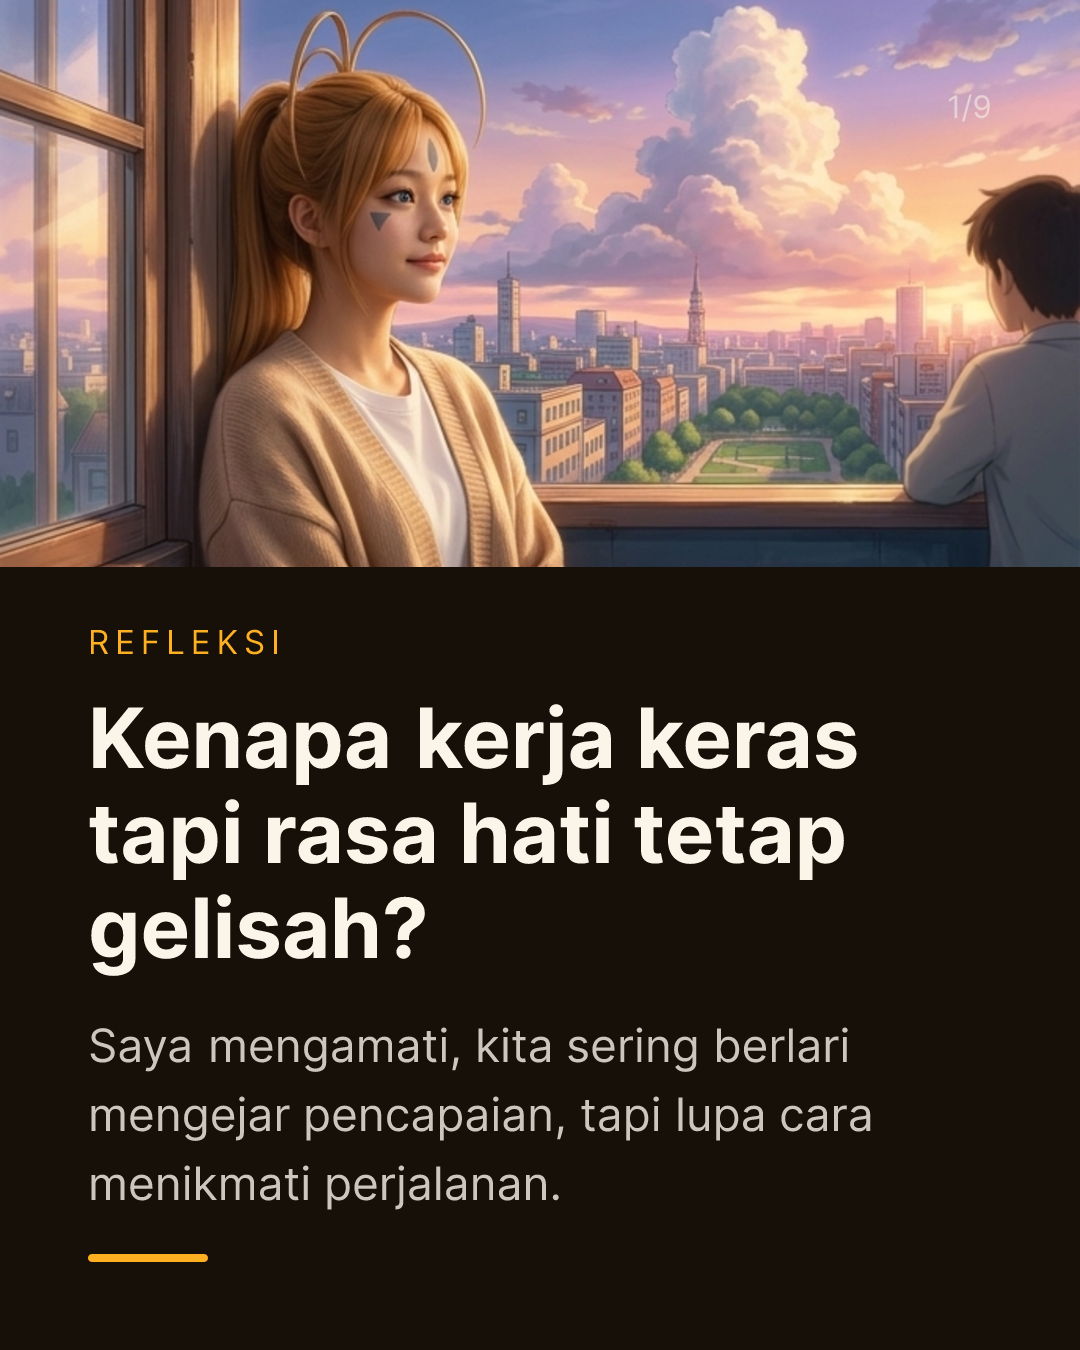 1/9
REFLEKSI
Kenapa kerja keras
tapi rasa hati tetap
gelisah?
Saya mengamati, kita sering berlari
mengejar pencapaian, tapi lupa cara
menikmati perjalanan.